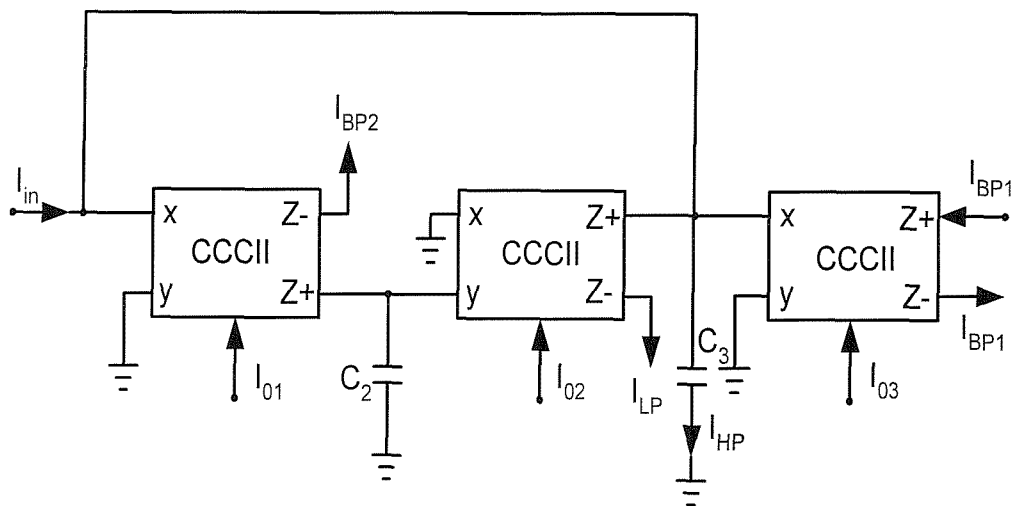 I_BP2
I_in
x Z-
CCCII
y Z+
I_01
C_2
x Z+
CCCII
y Z-
I_02
I_LP
C_3
I_HP
I_BP1
x Z+
CCCII
y Z-
I_BP1
I_03